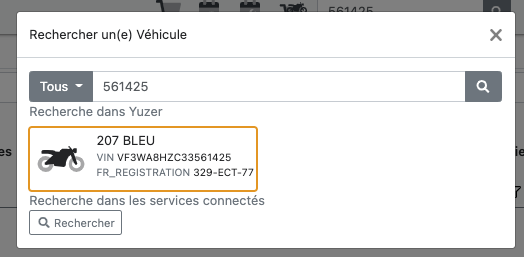 561425
Rechercher un(e) Véhicule
Tous
561425
Recherche dans Yuzer
207 BLEU
VIN VF3WA8HZC33561425
FR_REGISTRATION 329-ECT-77
Recherche dans les services connectés
Rechercher